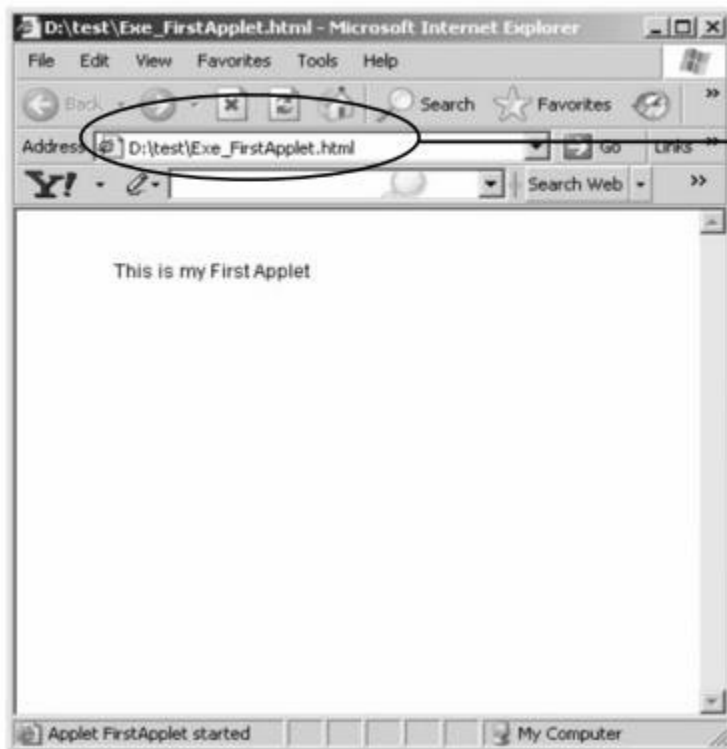 D:\test\Exe_FirstApplet.html - Microsoft Internet Explorer
File Edit View Favorites Tools Help
Back Search Favorites »
Address D:\test\Exe_FirstApplet.html Go Links »
Y! Search Web »
This is my First Applet
Applet FirstApplet started My Computer